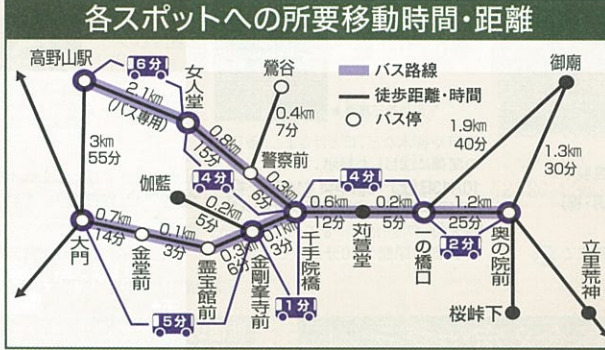 各スポットへの所要移動時間・距離
高野山駅
6分
女人堂
鶯谷
バス路線
徒歩距離・時間
バス停
御廟
2.1km
(バス専用)
0.4km
7分
0.8km
15分
警察前
1.9km
40分
1.3km
30分
3km
55分
4分
伽藍
0.3km
6分
4分
0.2km
5分
0.6km
12分
0.2km
5分
1.2km
25分
0.7km
14分
0.1km
3分
0.3km
6分
0.1km
3分
大門
金堂前
霊宝館前
金剛峯寺前
千手院橋
苅萱堂
一の橋口
2分
奥の院前
立里荒神
5分
1分
桜峠下